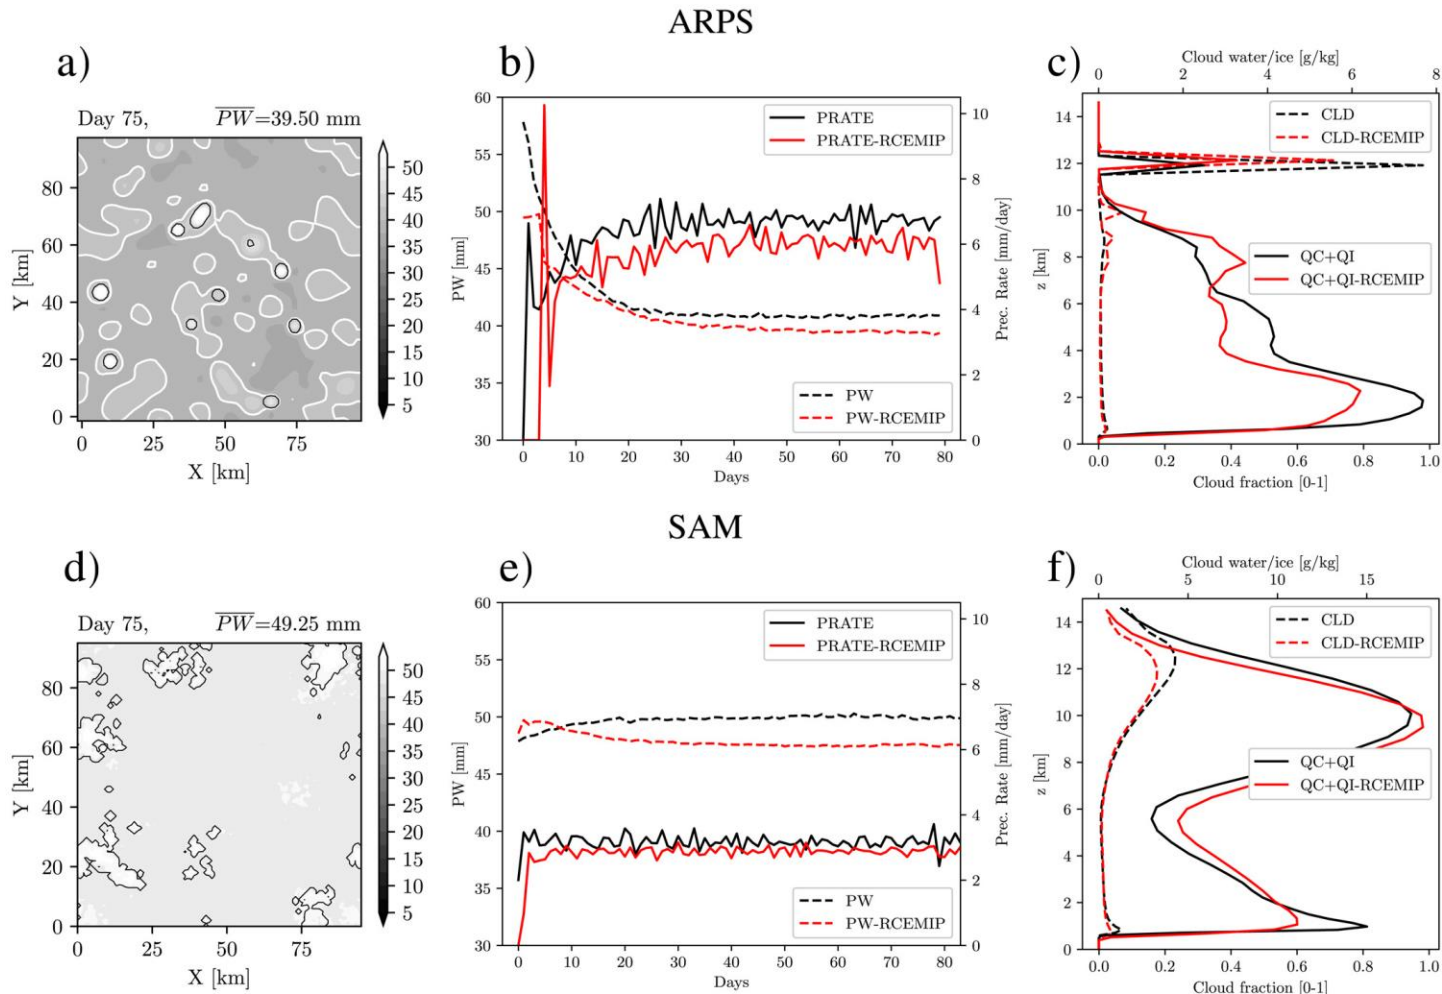 ARPS
a)
Day 75, PW=39.50 mm
80
60
40
20
0
Y [km]
0 25 50 75
X [km]
50
45
40
35
30
25
20
15
10
5
b)
60
55
50
45
40
35
30
PW [mm]
PRATE
PRATE-RCEMIP
PW
PW-RCEMIP
10
8
6
4
2
0
Prec. Rate [mm/day]
0 10 20 30 40 50 60 70 80
Days
c)
Cloud water/ice [g/kg]
0 2 4 6 8
14
12
10
8
6
4
2
0
z [km]
CLD
CLD-RCEMIP
QC+QI
QC+QI-RCEMIP
0.0 0.2 0.4 0.6 0.8 1.0
Cloud fraction [0-1]
SAM
d)
Day 75, PW=49.25 mm
80
60
40
20
0
Y [km]
0 25 50 75
X [km]
50
45
40
35
30
25
20
15
10
5
e)
60
55
50
45
40
35
30
PW [mm]
PRATE
PRATE-RCEMIP
PW
PW-RCEMIP
10
8
6
4
2
0
Prec. Rate [mm/day]
0 10 20 30 40 50 60 70 80
Days
f)
Cloud water/ice [g/kg]
0 5 10 15
14
12
10
8
6
4
2
0
z [km]
CLD
CLD-RCEMIP
QC+QI
QC+QI-RCEMIP
0.0 0.2 0.4 0.6 0.8 1.0
Cloud fraction [0-1]